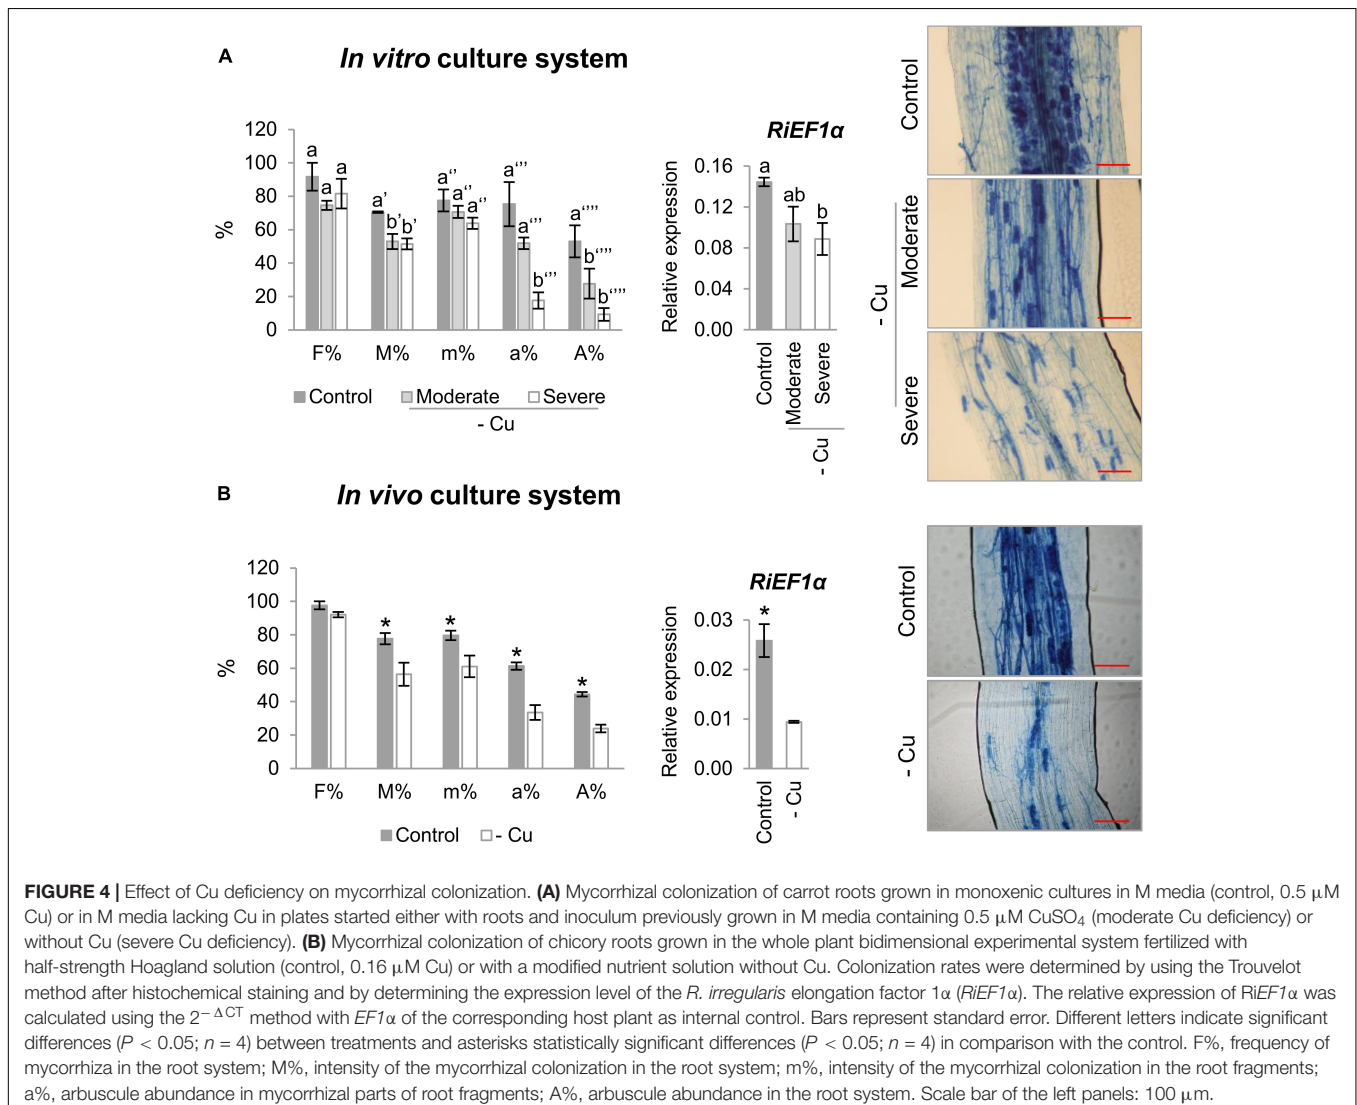 A
In vitro culture system
120
100
80
60
40
20
0
%
a
a
a
a’
b’
b’
a‘’
a‘’
a‘’
a‘’’
a‘’’
b‘’’
a‘’’’
b‘’’’
b‘’’’
F%
M%
m%
a%
A%
Control
Moderate
Severe
- Cu
RiEF1α
Relative expression
0.16
0.12
0.08
0.04
0.00
a
ab
b
Control
Moderate
Severe
- Cu
Control
Moderate
Severe
- Cu
B
In vivo culture system
120
100
80
60
40
20
0
%
*
*
*
*
F%
M%
m%
a%
A%
Control
- Cu
RiEF1α
Relative expression
0.03
0.02
0.01
0.00
*
Control
- Cu
Control
- Cu
FIGURE 4 | Effect of Cu deficiency on mycorrhizal colonization. (A) Mycorrhizal colonization of carrot roots grown in monoxenic cultures in M media (control, 0.5 μM
Cu) or in M media lacking Cu in plates started either with roots and inoculum previously grown in M media containing 0.5 μM CuSO₄ (moderate Cu deficiency) or
without Cu (severe Cu deficiency). (B) Mycorrhizal colonization of chicory roots grown in the whole plant bidimensional experimental system fertilized with
half-strength Hoagland solution (control, 0.16 μM Cu) or with a modified nutrient solution without Cu. Colonization rates were determined by using the Trouvelot
method after histochemical staining and by determining the expression level of the R. irregularis elongation factor 1α (RiEF1α). The relative expression of RiEF1α was
calculated using the 2⁻ΔCT method with EF1α of the corresponding host plant as internal control. Bars represent standard error. Different letters indicate significant
differences (P < 0.05; n = 4) between treatments and asterisks statistically significant differences (P < 0.05; n = 4) in comparison with the control. F%, frequency of
mycorrhiza in the root system; M%, intensity of the mycorrhizal colonization in the root system; m%, intensity of the mycorrhizal colonization in the root fragments;
a%, arbuscule abundance in mycorrhizal parts of root fragments; A%, arbuscule abundance in the root system. Scale bar of the left panels: 100 μm.